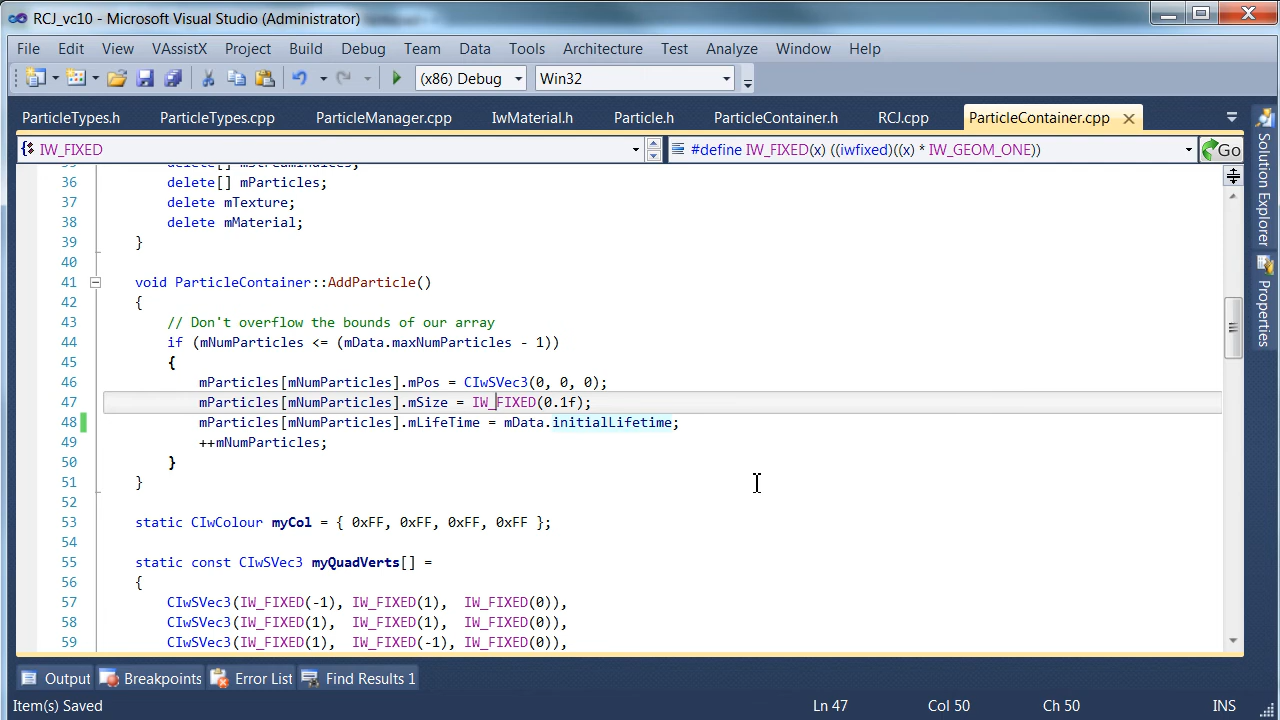 RCJ_vc10 - Microsoft Visual Studio (Administrator)
File Edit View VAssistX Project Build Debug Team Data Tools Architecture Test Analyze Window Help
(x86) Debug Win32
ParticleTypes.h ParticleTypes.cpp ParticleManager.cpp IwMaterial.h Particle.h ParticleContainer.h RCJ.cpp ParticleContainer.cpp
IW_FIXED #define IW_FIXED(x) ((iwfixed)((x) * IW_GEOM_ONE)) Go
36 delete[] mParticles;
37 delete mTexture;
38 delete mMaterial;
39 }
40
41 void ParticleContainer::AddParticle()
42 {
43 // Don't overflow the bounds of our array
44 if (mNumParticles <= (mData.maxNumParticles - 1))
45 {
46 mParticles[mNumParticles].mPos = CIwSVec3(0, 0, 0);
47 mParticles[mNumParticles].mSize = IW_FIXED(0.1f);
48 mParticles[mNumParticles].mLifeTime = mData.initialLifetime;
49 ++mNumParticles;
50 }
51 }
52
53 static CIwColour myCol = { 0xFF, 0xFF, 0xFF, 0xFF };
54
55 static const CIwSVec3 myQuadVerts[] =
56 {
57 CIwSVec3(IW_FIXED(-1), IW_FIXED(1), IW_FIXED(0)),
58 CIwSVec3(IW_FIXED(1), IW_FIXED(1), IW_FIXED(0)),
59 CIwSVec3(IW_FIXED(1), IW_FIXED(-1), IW_FIXED(0)),
Solution Explorer
Properties
Output Breakpoints Error List Find Results 1
Item(s) Saved Ln 47 Col 50 Ch 50 INS